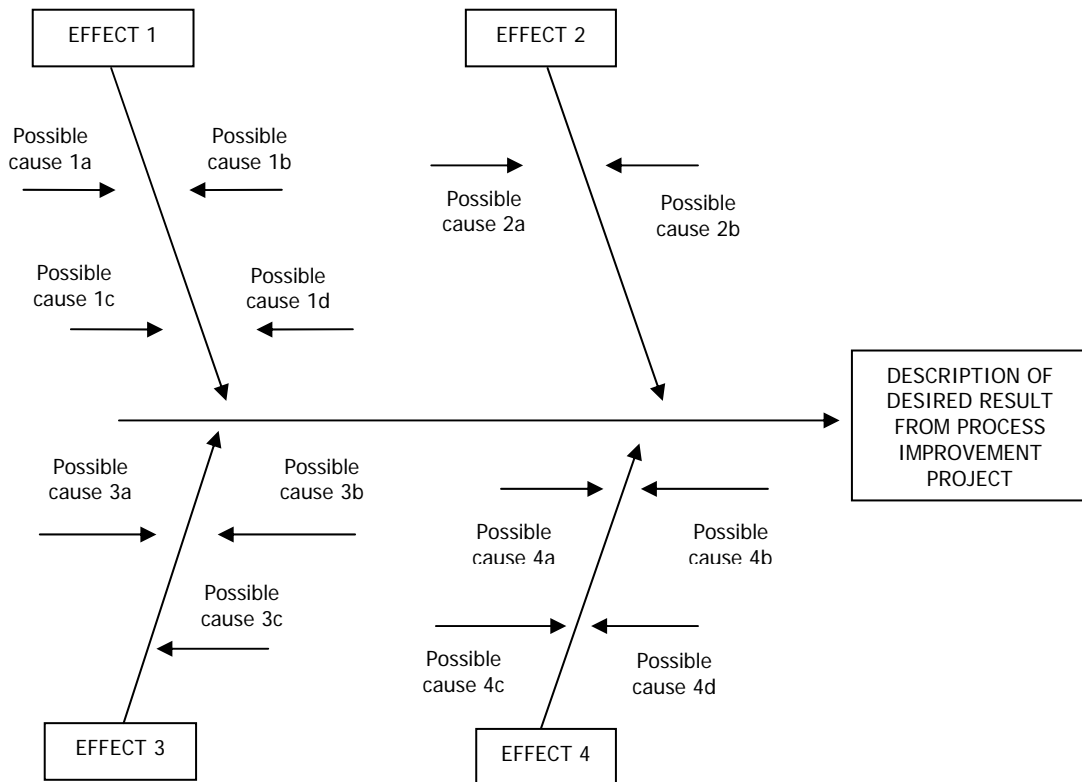 EFFECT 1
EFFECT 2
Possible
cause 1a
Possible
cause 1b
Possible
cause 2a
Possible
cause 2b
Possible
cause 1c
Possible
cause 1d
DESCRIPTION OF
DESIRED RESULT
FROM PROCESS
IMPROVEMENT
PROJECT
Possible
cause 3a
Possible
cause 3b
Possible
cause 4a
Possible
cause 4b
Possible
cause 3c
Possible
cause 4c
Possible
cause 4d
EFFECT 3
EFFECT 4